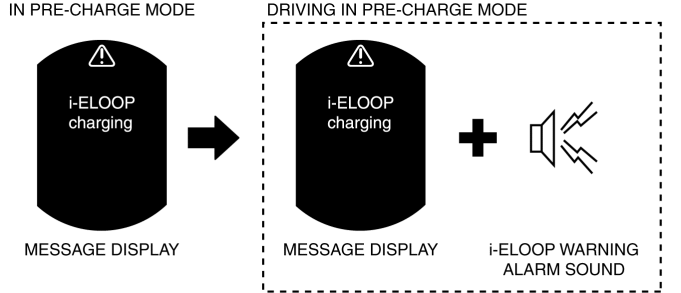 IN PRE-CHARGE MODE
i-ELOOP
charging
MESSAGE DISPLAY
DRIVING IN PRE-CHARGE MODE
i-ELOOP
charging
MESSAGE DISPLAY
i-ELOOP WARNING
ALARM SOUND